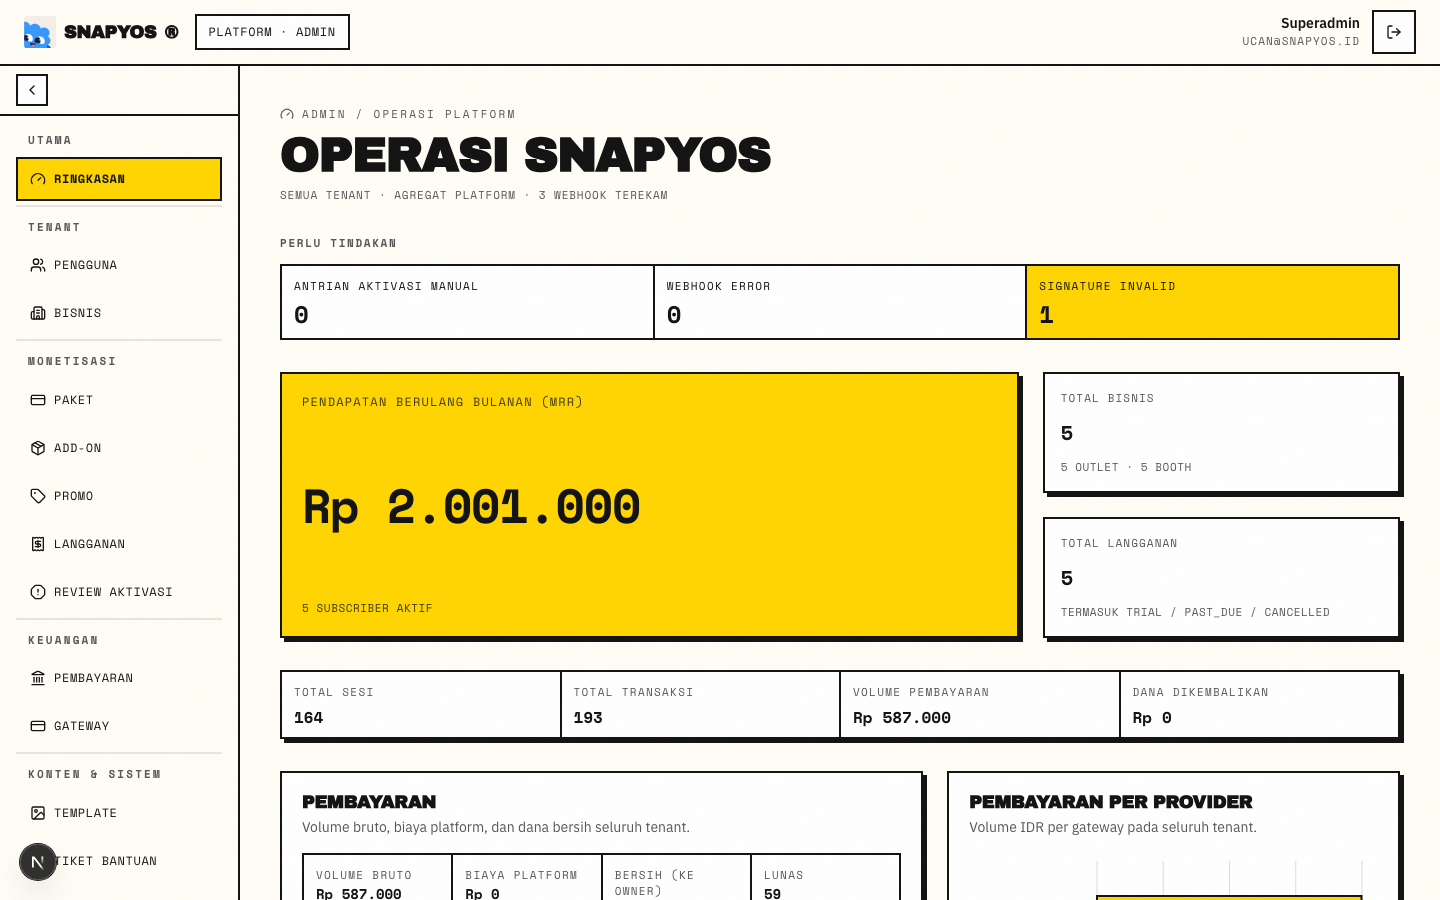 SNAPYOS ®
PLATFORM · ADMIN
Superadmin
UCAN@SNAPYOS.ID
UTAMA
RINGKASAN
TENANT
PENGGUNA
BISNIS
MONETISASI
PAKET
ADD-ON
PROMO
LANGGANAN
REVIEW AKTIVASI
KEUANGAN
PEMBAYARAN
GATEWAY
KONTEN & SISTEM
TEMPLATE
TIKET BANTUAN
N
ADMIN / OPERASI PLATFORM
OPERASI SNAPYOS
SEMUA TENANT · AGREGAT PLATFORM · 3 WEBHOOK TEREKAM
PERLU TINDAKAN
ANTRIAN AKTIVASI MANUAL
0
WEBHOOK ERROR
0
SIGNATURE INVALID
1
PENDAPATAN BERULANG BULANAN (MRR)
Rp 2.001.000
5 SUBSCRIBER AKTIF
TOTAL BISNIS
5
5 OUTLET · 5 BOOTH
TOTAL LANGGANAN
5
TERMASUK TRIAL / PAST_DUE / CANCELLED
TOTAL SESI
164
TOTAL TRANSAKSI
193
VOLUME PEMBAYARAN
Rp 587.000
DANA DIKEMBALIKAN
Rp 0
PEMBAYARAN
Volume bruto, biaya platform, dan dana bersih seluruh tenant.
VOLUME BRUTO
Rp 587.000
BIAYA PLATFORM
Rp 0
BERSIH (KE
OWNER)
LUNAS
59
PEMBAYARAN PER PROVIDER
Volume IDR per gateway pada seluruh tenant.